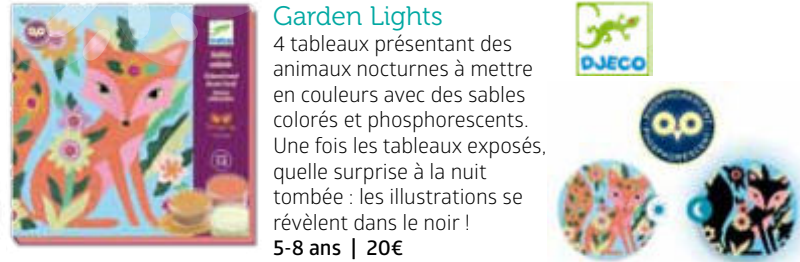 Garden Lights
4 tableaux présentant des
animaux nocturnes à mettre
en couleurs avec des sables
colorés et phosphorescents.
Une fois les tableaux exposés,
quelle surprise à la nuit
tombée : les illustrations se
révèlent dans le noir !
5-8 ans | 20€
DJECO
PHOSPHORESCENT
PHOSPHORESCENT